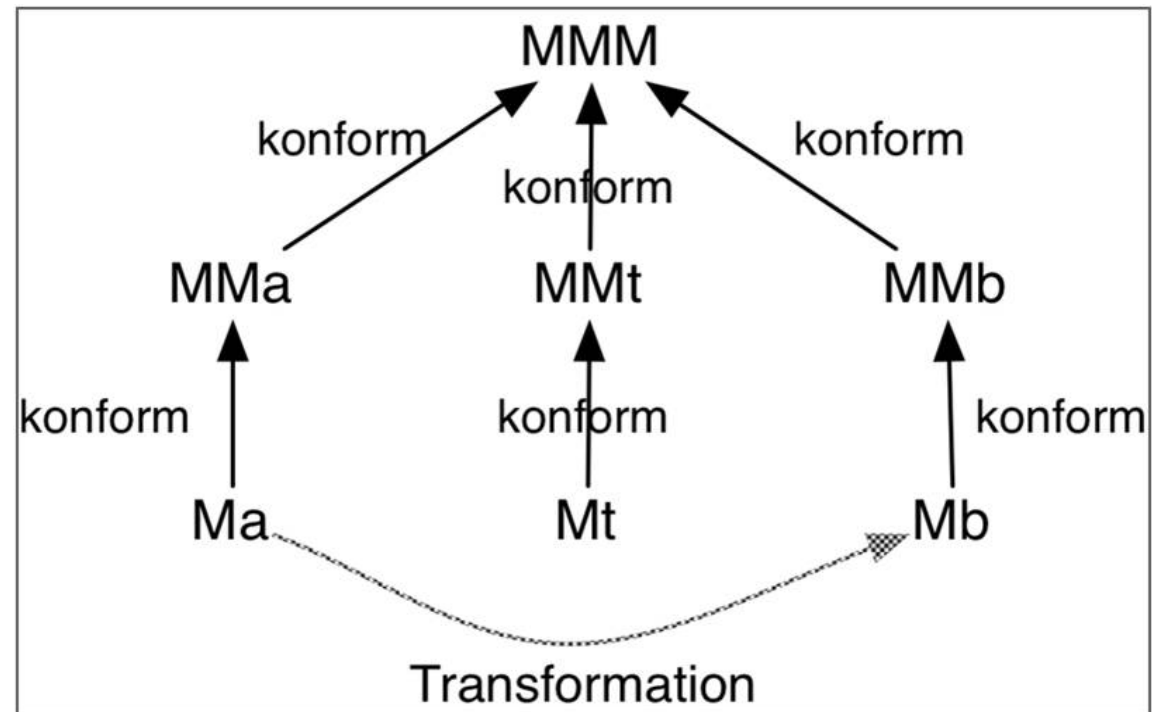 MMM
konform
konform
konform
MMa
MMt
MMb
konform
konform
konform
Ma
Mt
Mb
Transformation